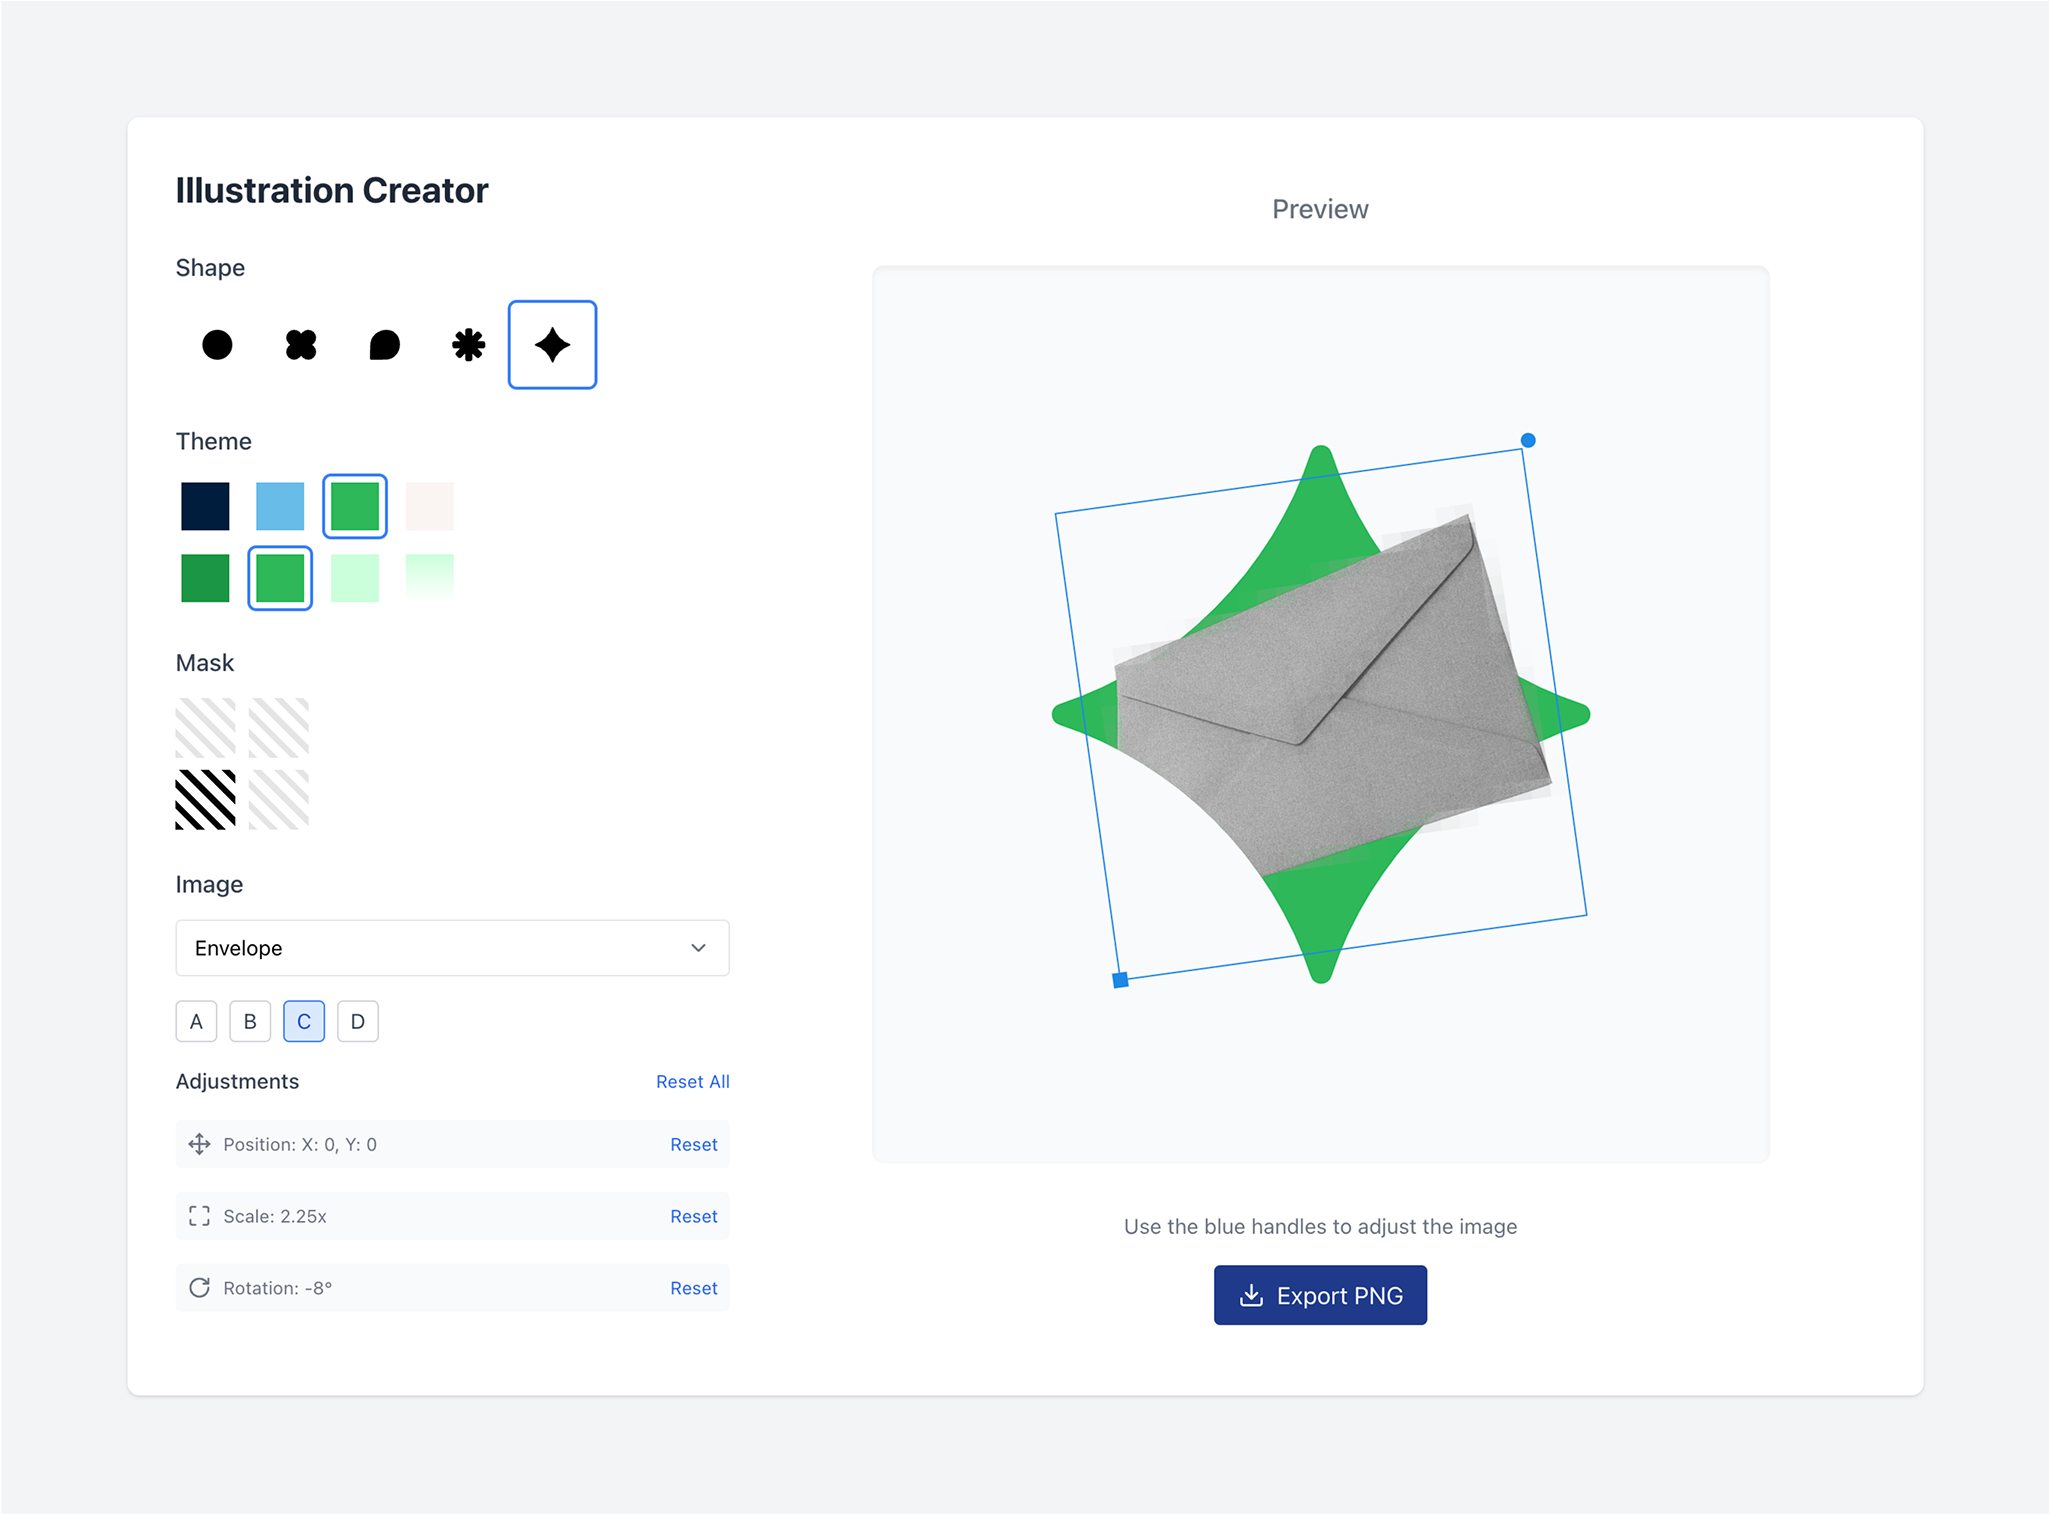 Illustration Creator
Shape
Theme
Mask
Image
Envelope
A B C D
Adjustments Reset All
Position: X: 0, Y: 0 Reset
Scale: 2.25x Reset
Rotation: -8° Reset
Preview
Use the blue handles to adjust the image
Export PNG